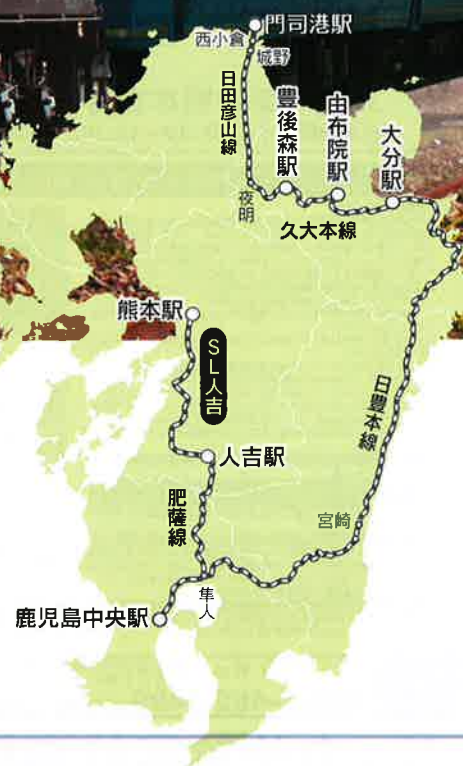 門司港駅
西小倉
城野
日田彦山線
豊後森駅
由布院駅
大分駅
夜明
久大本線
熊本駅
SL人吉
日豊本線
人吉駅
肥薩線
宮崎
隼人
鹿児島中央駅